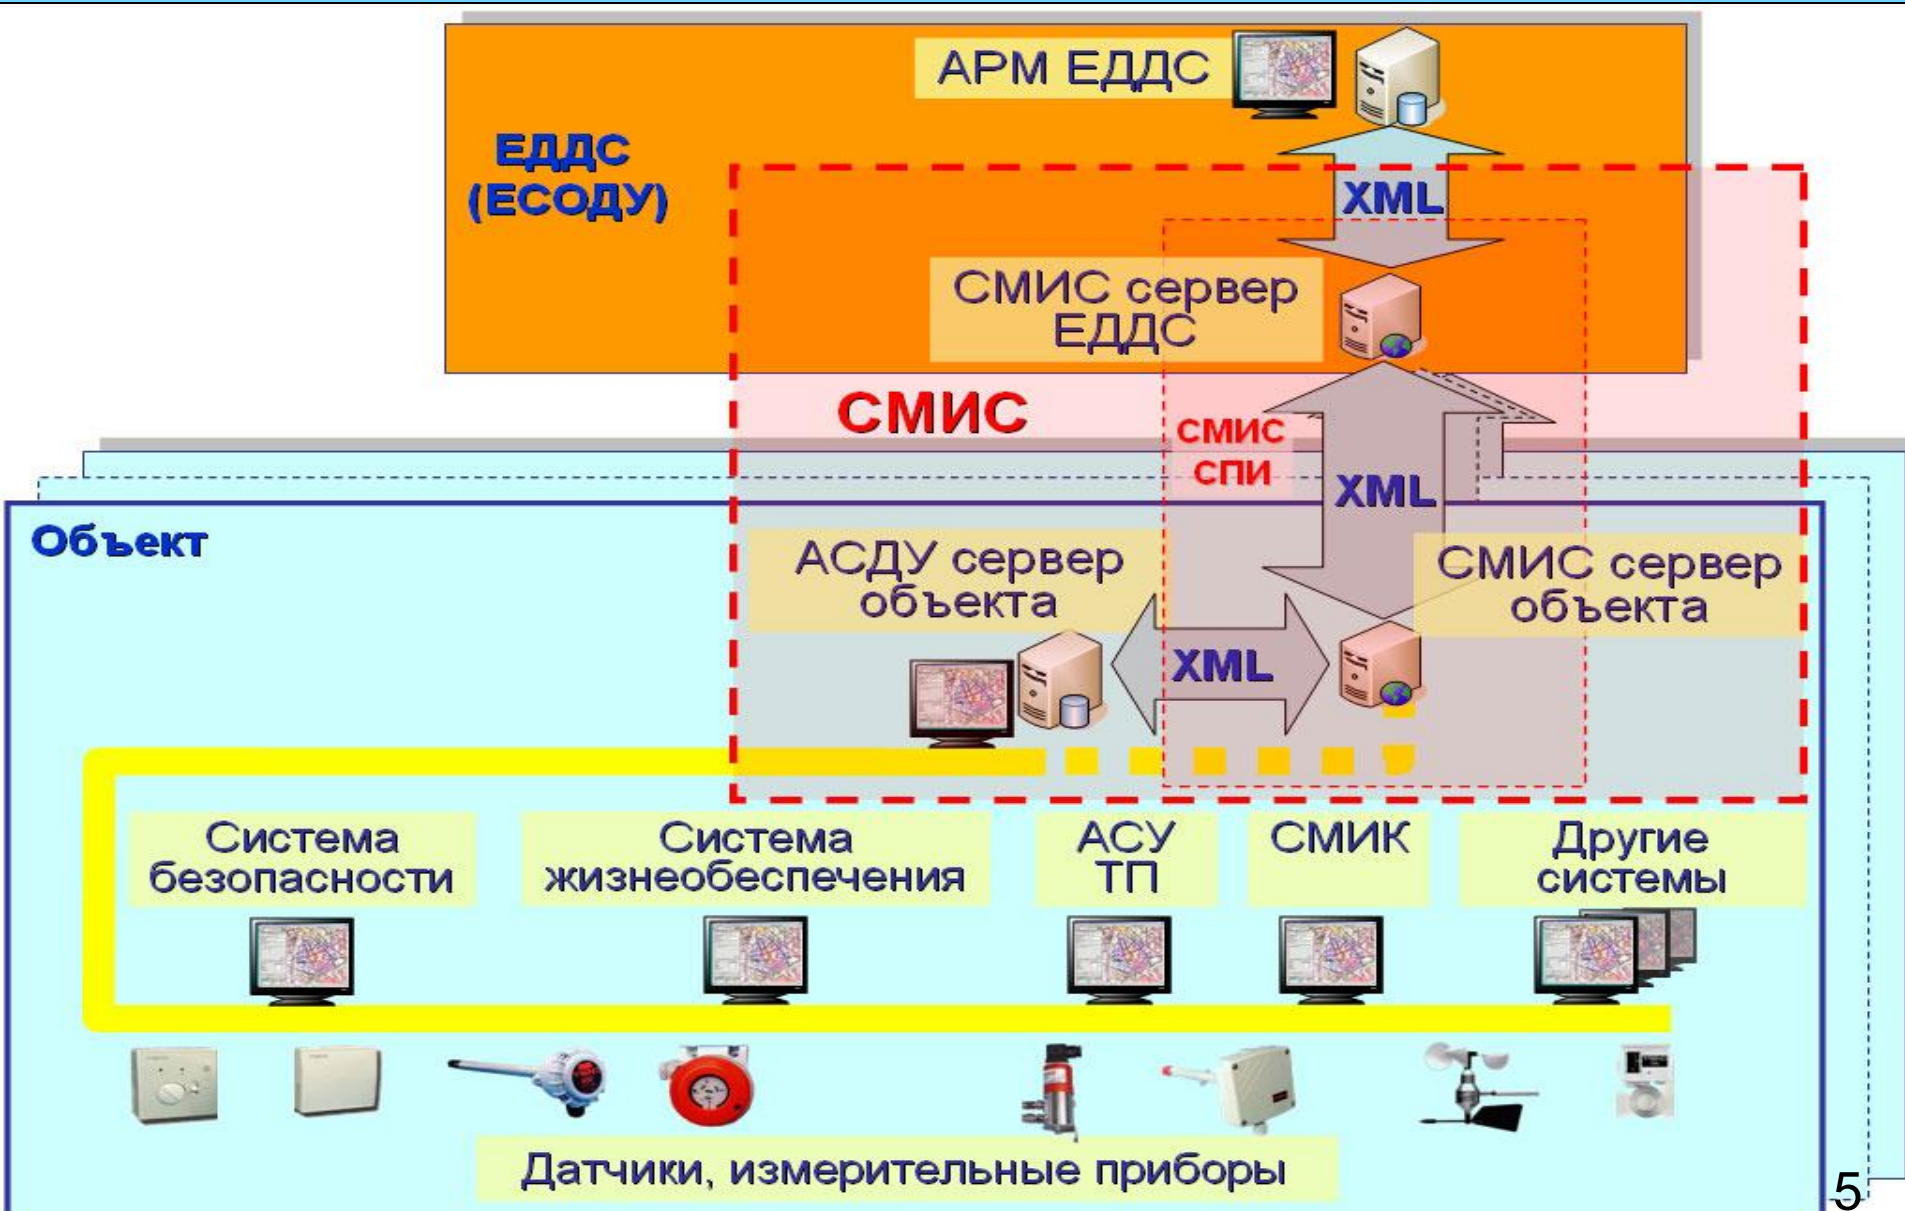 АРМ ЕДДС
ЕДДС
(ЕСОДУ)
XML
СМИС сервер
ЕДДС
СМИС
СМИС
СПИ
XML
Объект
АСДУ сервер
объекта
СМИС сервер
объекта
XML
Система
безопасности
Система
жизнеобеспечения
АСУ
ТП
СМИК
Другие
системы
Датчики, измерительные приборы
5